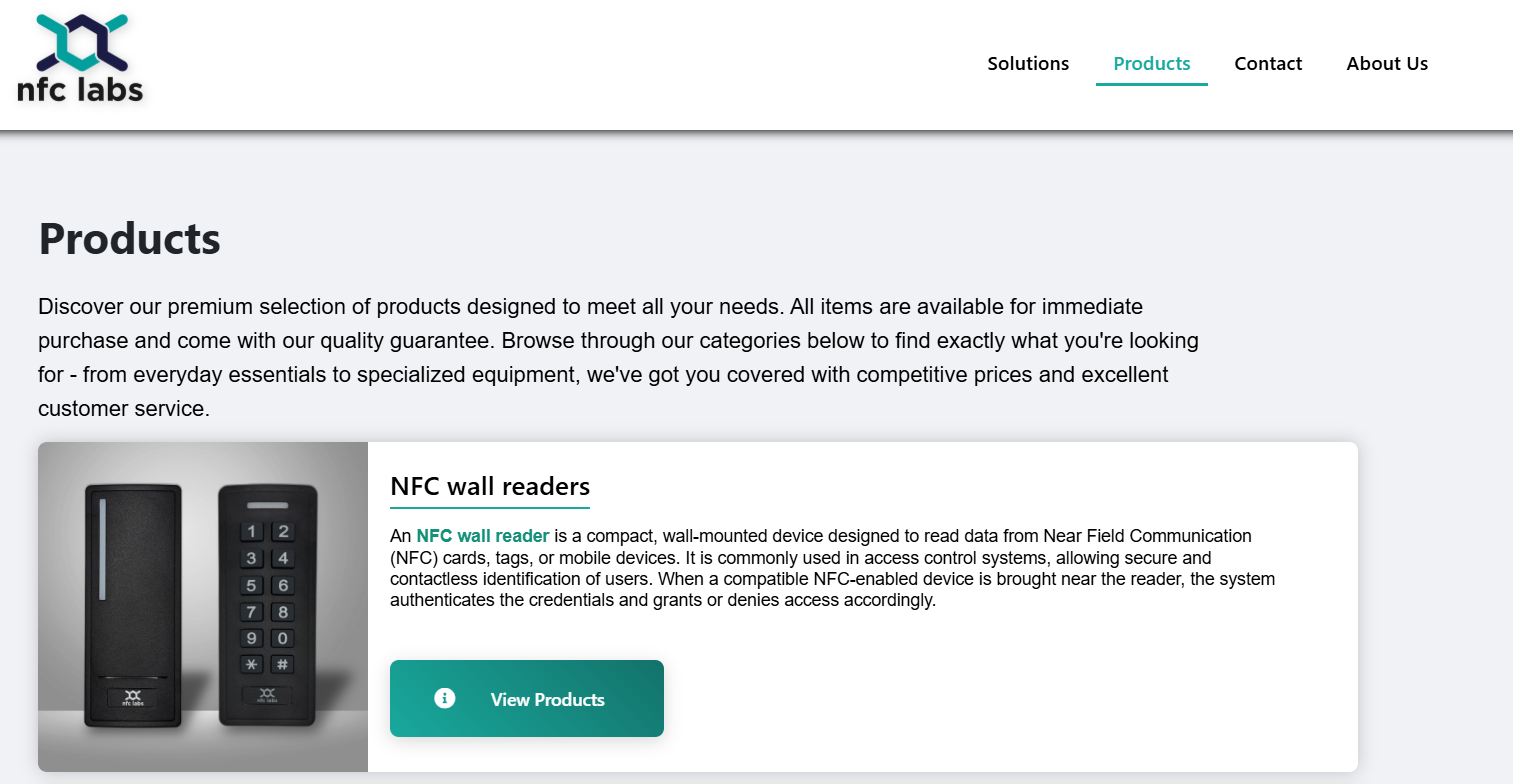 nfc labs
Solutions
Products
Contact
About Us
Products
Discover our premium selection of products designed to meet all your needs. All items are available for immediate
purchase and come with our quality guarantee. Browse through our categories below to find exactly what you're looking
for - from everyday essentials to specialized equipment, we've got you covered with competitive prices and excellent
customer service.
NFC wall readers
An NFC wall reader is a compact, wall-mounted device designed to read data from Near Field Communication
(NFC) cards, tags, or mobile devices. It is commonly used in access control systems, allowing secure and
contactless identification of users. When a compatible NFC-enabled device is brought near the reader, the system
authenticates the credentials and grants or denies access accordingly.
View Products
1 2
3 4
5 6
7 8
9 0
* #
nfc labs
nfc labs